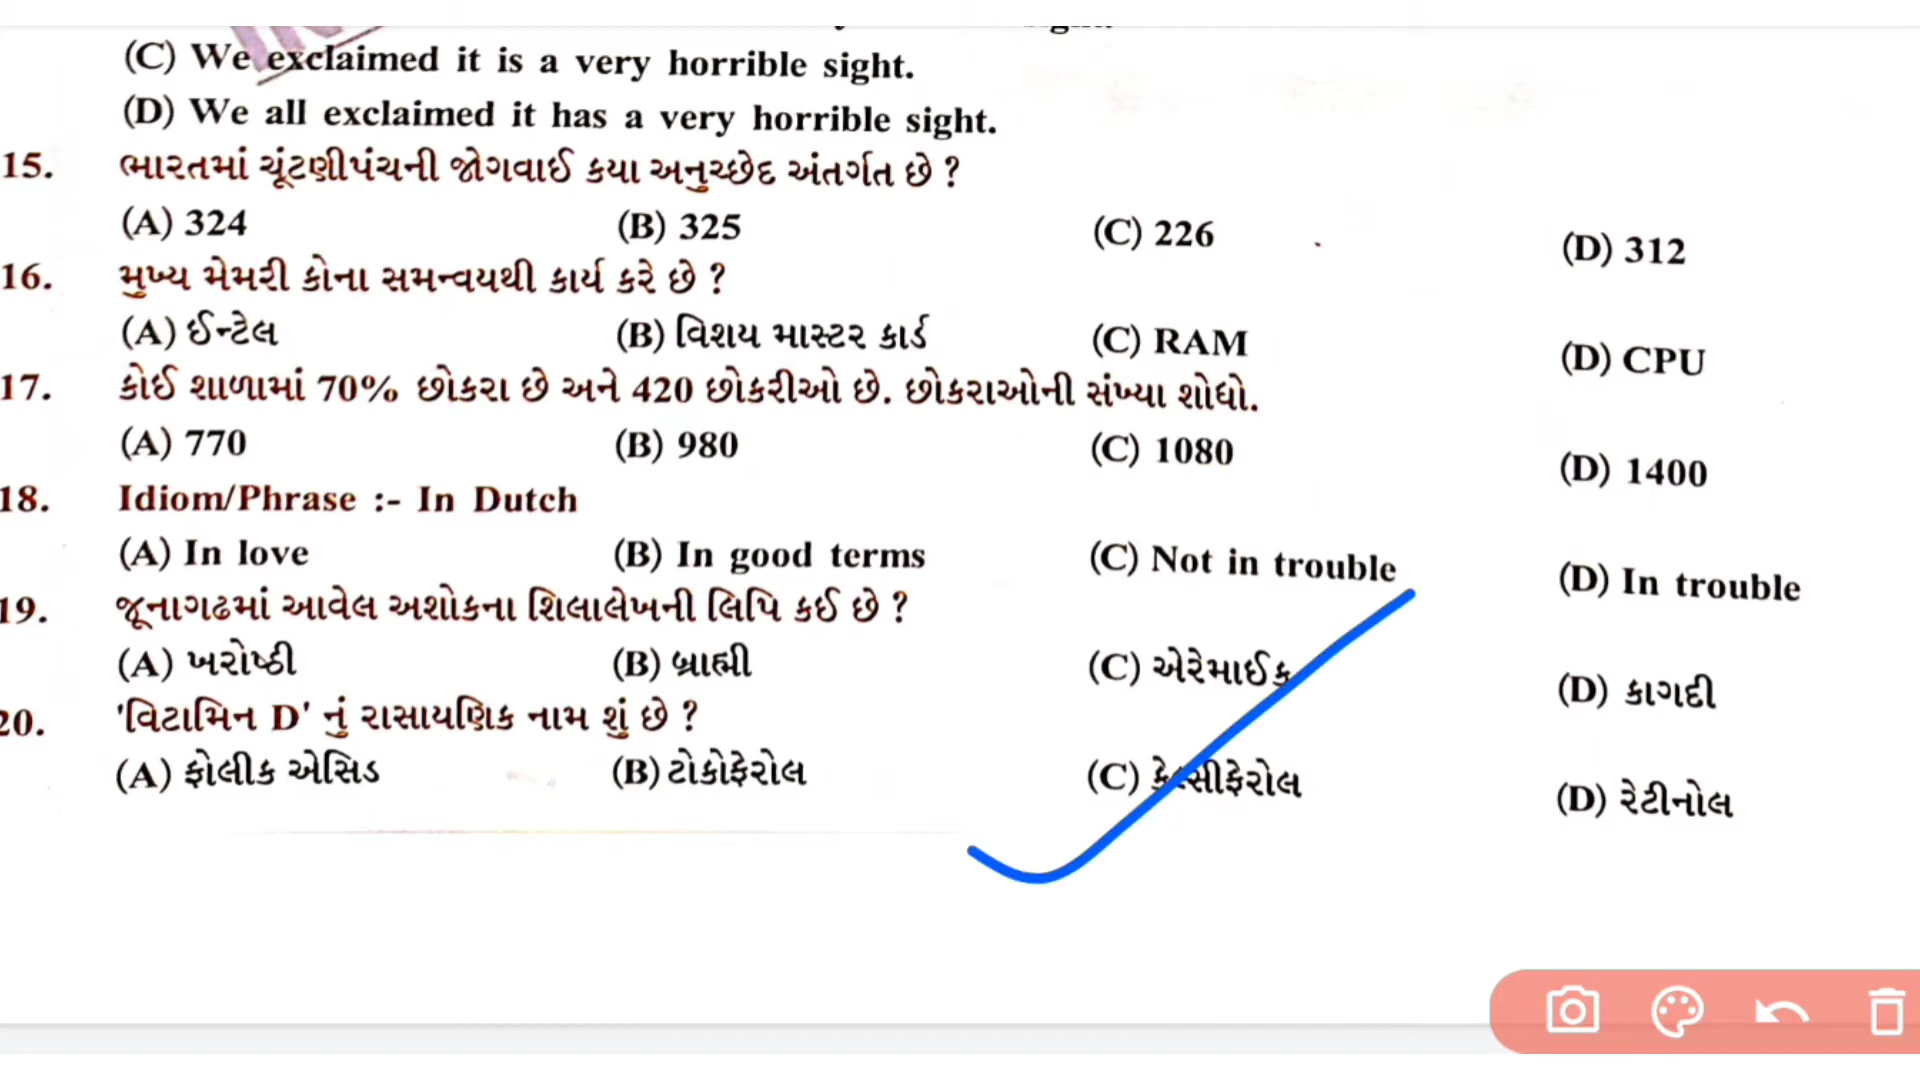 (C) We exclaimed it is a very horrible sight.
(D) We all exclaimed it has a very horrible sight.
15. ભારતમાં ચૂંટણીપંચની જોગવાઈ કયા અનુચ્છેદ અંતર્ગત છે ?
(A) 324 (B) 325 (C) 226 (D) 312
16. મુખ્ય મેમરી કોના સમન્વયથી કાર્ય કરે છે ?
(A) ઈન્ટેલ (B) વિશય માસ્ટર કાર્ડ (C) RAM (D) CPU
17. કોઈ શાળામાં 70% છોકરા છે અને 420 છોકરીઓ છે. છોકરાઓની સંખ્યા શોધો.
(A) 770 (B) 980 (C) 1080 (D) 1400
18. Idiom/Phrase :- In Dutch
(A) In love (B) In good terms (C) Not in trouble (D) In trouble
19. જૂનાગઢમાં આવેલ અશોકના શિલાલેખની લિપિ કઈ છે ?
(A) ખરોષ્ઠી (B) બ્રાહ્મી (C) એરેમાઈક (D) કાગદી
20. 'વિટામિન D' નું રાસાયણિક નામ શું છે ?
(A) ફોલીક એસિડ (B) ટોકોફેરોલ (C) કેલ્સીફેરોલ (D) રેટીનોલ